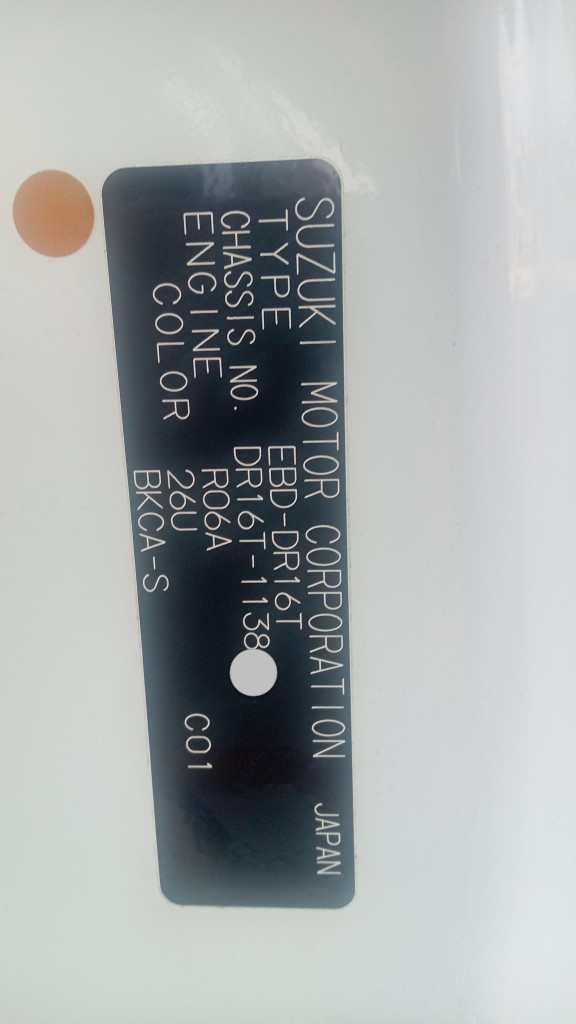 SUZUKI MOTOR CORPORATION JAPAN
TYPE EBD-DR16T
CHASSIS NO. DR16T-1138
ENGINE R06A
COLOR 26U C01
BKCA-S